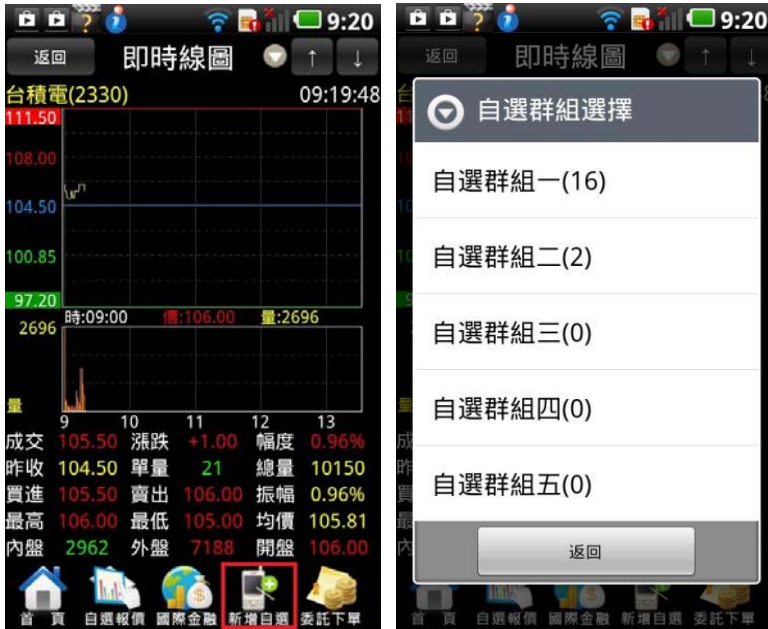 9:20
返回 即時線圖 ↑ ↓
台積電(2330) 09:19:48
111.50
108.00
104.50
100.85
97.20
時:09:00 價:106.00 量:2696
2696
量
9 10 11 12 13
成交 105.50 漲跌 +1.00 幅度 0.96%
昨收 104.50 單量 21 總量 10150
買進 105.50 賣出 106.00 振幅 0.96%
最高 106.00 最低 105.00 均價 105.81
內盤 2962 外盤 7188 開盤 106.00
首 頁 自選報價 國際金融 新增自選 委託下單
9:20
返回 即時線圖 ↑ ↓
自選群組選擇
自選群組一(16)
自選群組二(2)
自選群組三(0)
自選群組四(0)
自選群組五(0)
返回
首 頁 自選報價 國際金融 新增自選 委託下單